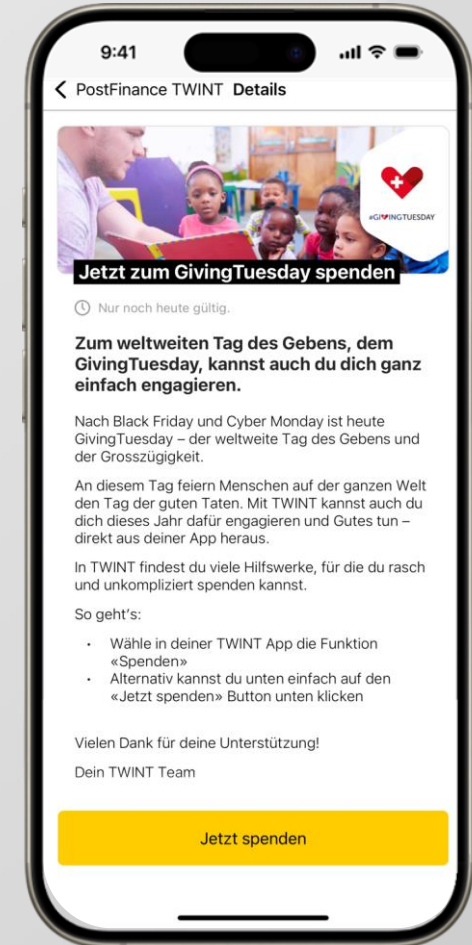 9:41
PostFinance TWINT Details
#GIVINGTUESDAY
Jetzt zum GivingTuesday spenden
Nur noch heute gültig.
Zum weltweiten Tag des Gebens, dem
GivingTuesday, kannst auch du dich ganz
einfach engagieren.
Nach Black Friday und Cyber Monday ist heute
GivingTuesday – der weltweite Tag des Gebens und
der Grosszügigkeit.
An diesem Tag feiern Menschen auf der ganzen Welt
den Tag der guten Taten. Mit TWINT kannst auch du
dich dieses Jahr dafür engagieren und Gutes tun –
direkt aus deiner App heraus.
In TWINT findest du viele Hilfswerke, für die du rasch
und unkompliziert spenden kannst.
So geht's:
· Wähle in deiner TWINT App die Funktion
«Spenden»
· Alternativ kannst du unten einfach auf den
«Jetzt spenden» Button unten klicken
Vielen Dank für deine Unterstützung!
Dein TWINT Team
Jetzt spenden